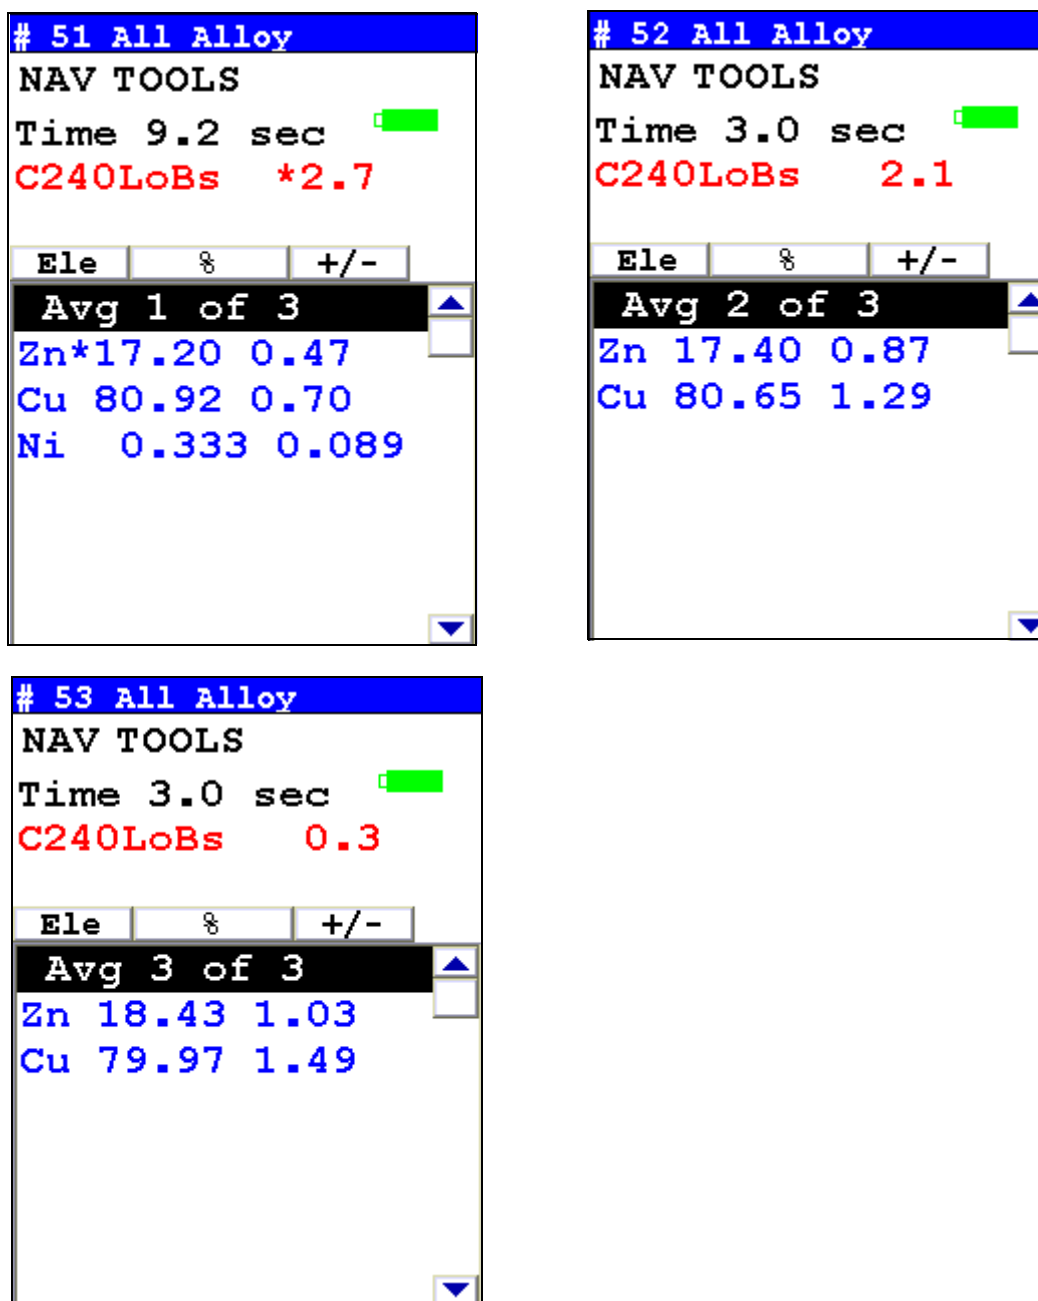 # 51 All Alloy
NAV TOOLS
Time 9.2 sec
C240LoBs *2.7
Ele % +/-
Avg 1 of 3
Zn*17.20 0.47
Cu 80.92 0.70
Ni 0.333 0.089
# 52 All Alloy
NAV TOOLS
Time 3.0 sec
C240LoBs 2.1
Ele % +/-
Avg 2 of 3
Zn 17.40 0.87
Cu 80.65 1.29
# 53 All Alloy
NAV TOOLS
Time 3.0 sec
C240LoBs 0.3
Ele % +/-
Avg 3 of 3
Zn 18.43 1.03
Cu 79.97 1.49